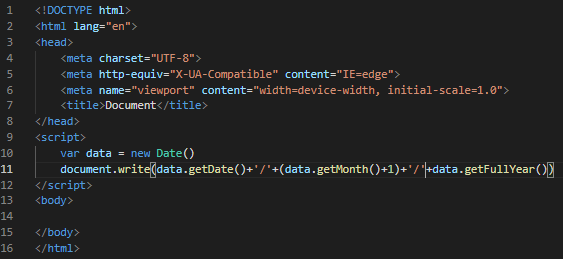 1 <!DOCTYPE html>
2 <html lang="en">
3 <head>
4 <meta charset="UTF-8">
5 <meta http-equiv="X-UA-Compatible" content="IE=edge">
6 <meta name="viewport" content="width=device-width, initial-scale=1.0">
7 <title>Document</title>
8 </head>
9 <script>
10 var data = new Date()
11 document.write(data.getDate()+'/'+(data.getMonth()+1)+'/'+data.getFullYear())
12 </script>
13 <body>
14
15 </body>
16 </html>